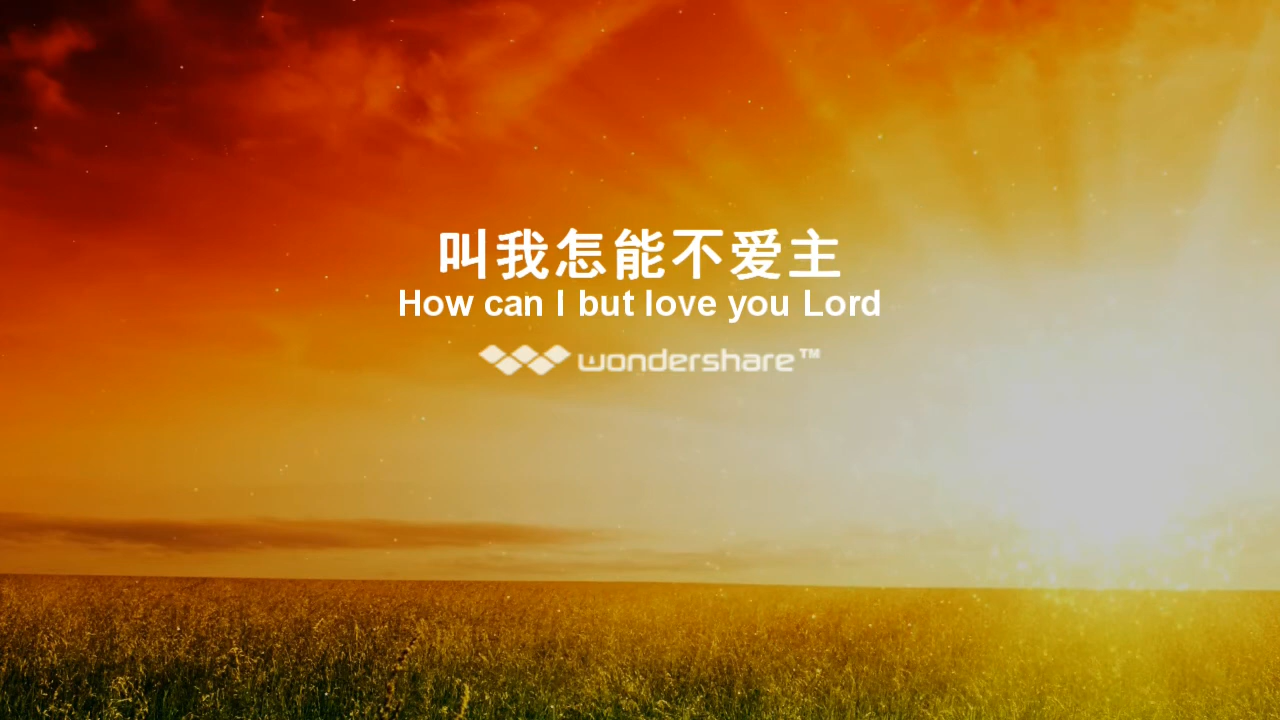 叫我怎能不爱主
How can I but love you Lord
wondershare™